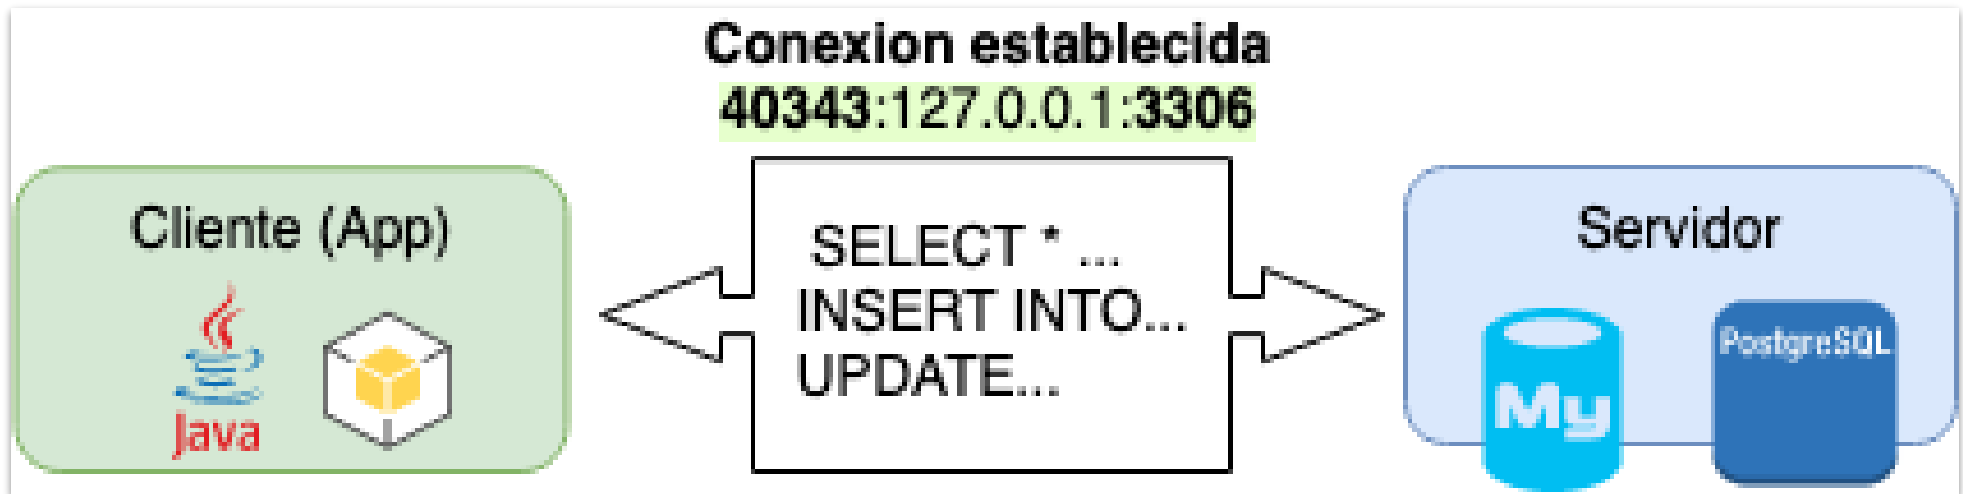 Conexion establecida
40343:127.0.0.1:3306
Cliente (App)
Java
SELECT * ...
INSERT INTO...
UPDATE...
Servidor
My
PostgreSQL